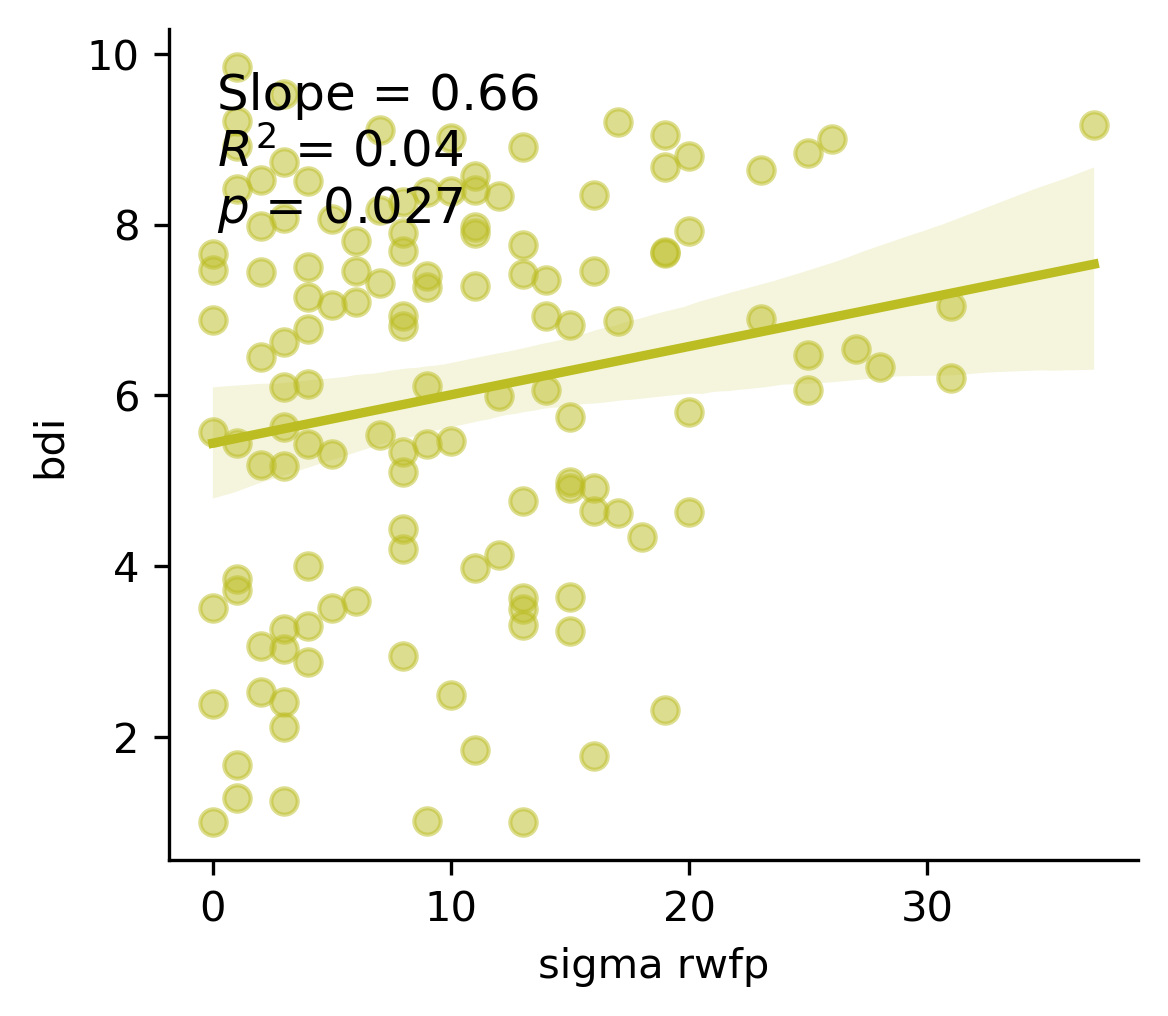 Slope = 0.66
R² = 0.04
p = 0.027
bdi
10
8
6
4
2
0 10 20 30
sigma rwfp